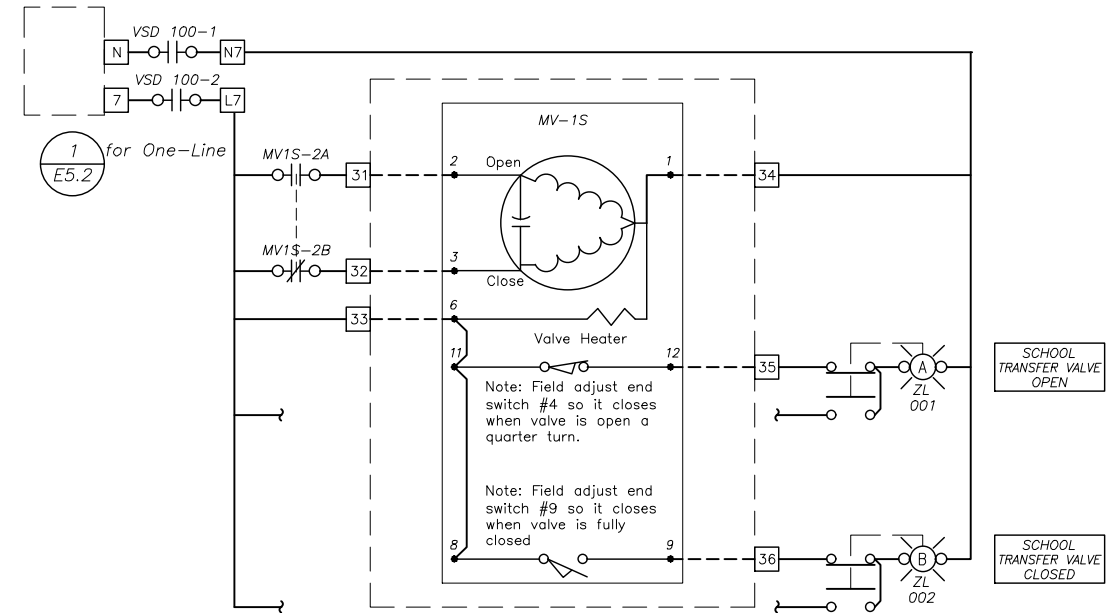 VSD 100-1
N
N7
VSD 100-2
7
L7
1
E5.2
for One-Line
MV-1S
MV1S-2A
31
2
Open
1
34
MV1S-2B
32
3
Close
33
6
Valve Heater
11
12
35
A
ZL
001
SCHOOL
TRANSFER VALVE
OPEN
Note: Field adjust end
switch #4 so it closes
when valve is open a
quarter turn.
Note: Field adjust end
switch #9 so it closes
when valve is fully
closed
8
9
36
B
ZL
002
SCHOOL
TRANSFER VALVE
CLOSED